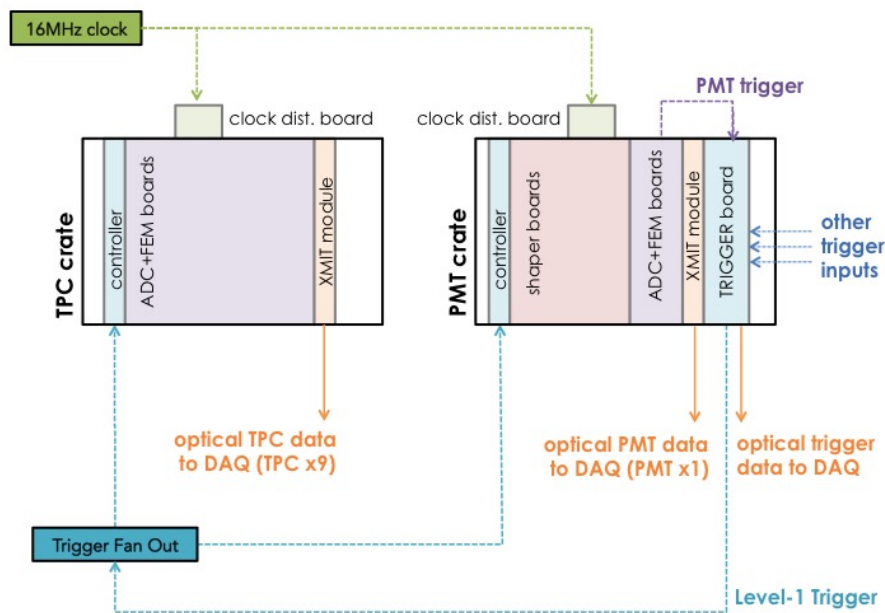 16MHz clock
PMT trigger
clock dist. board
clock dist. board
TPC crate
controller
ADC+FEM boards
XMIT module
PMT crate
controller
shaper boards
ADC+FEM boards
XMIT module
TRIGGER board
other
trigger
inputs
optical TPC data
to DAQ (TPC x9)
optical PMT data
to DAQ (PMT x1)
optical trigger
data to DAQ
Trigger Fan Out
Level-1 Trigger